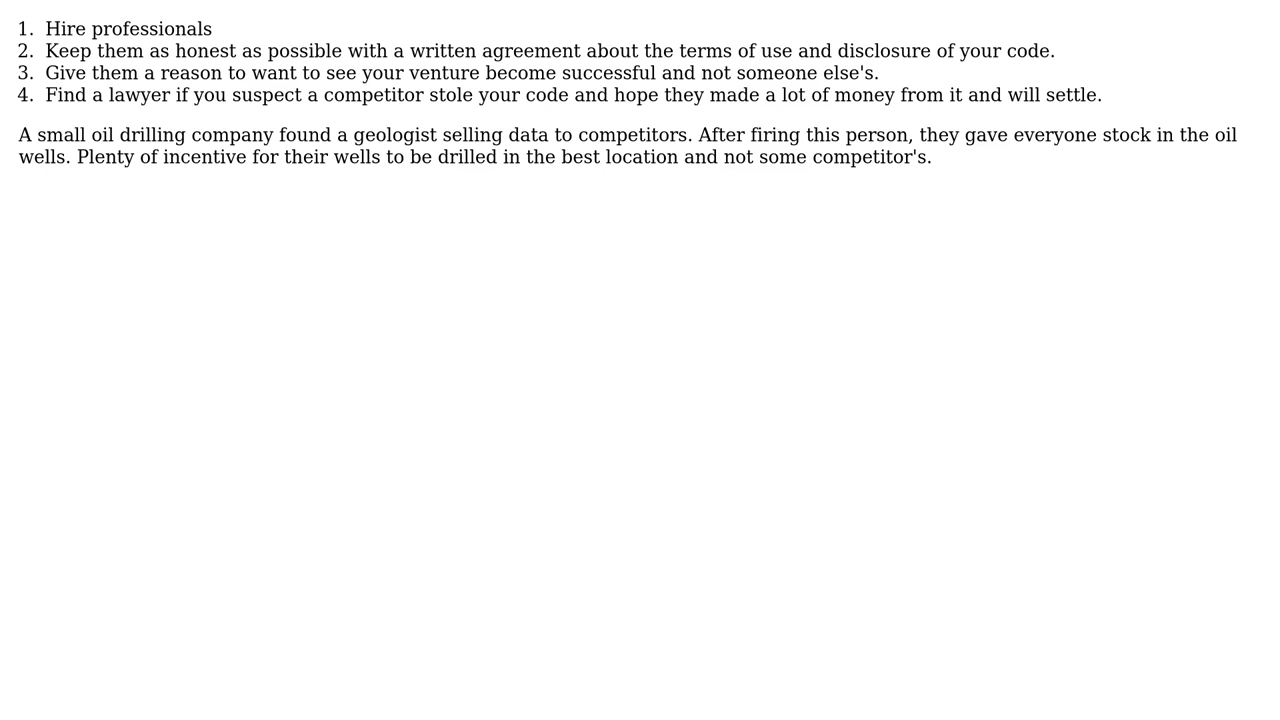 1. Hire professionals
2. Keep them as honest as possible with a written agreement about the terms of use and disclosure of your code.
3. Give them a reason to want to see your venture become successful and not someone else's.
4. Find a lawyer if you suspect a competitor stole your code and hope they made a lot of money from it and will settle.
A small oil drilling company found a geologist selling data to competitors. After firing this person, they gave everyone stock in the oil
wells. Plenty of incentive for their wells to be drilled in the best location and not some competitor's.